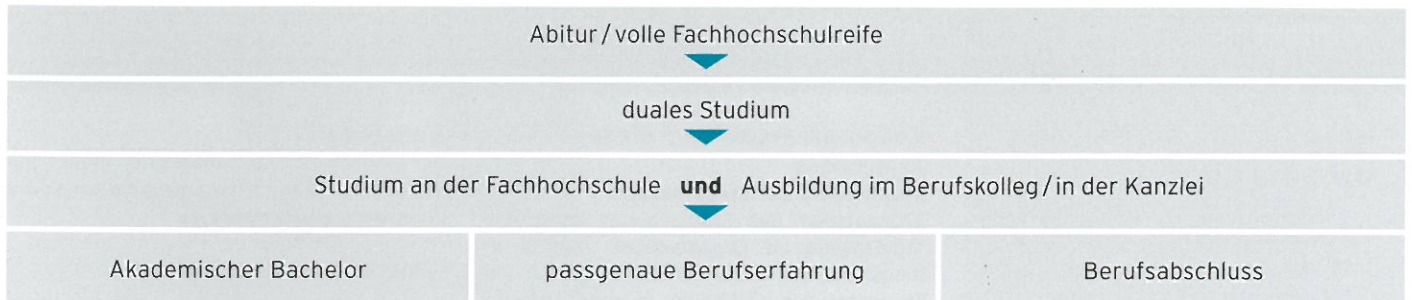 Abitur / volle Fachhochschulreife
duales Studium
Studium an der Fachhochschule und Ausbildung im Berufskolleg / in der Kanzlei
Akademischer Bachelor
passgenaue Berufserfahrung
Berufsabschluss